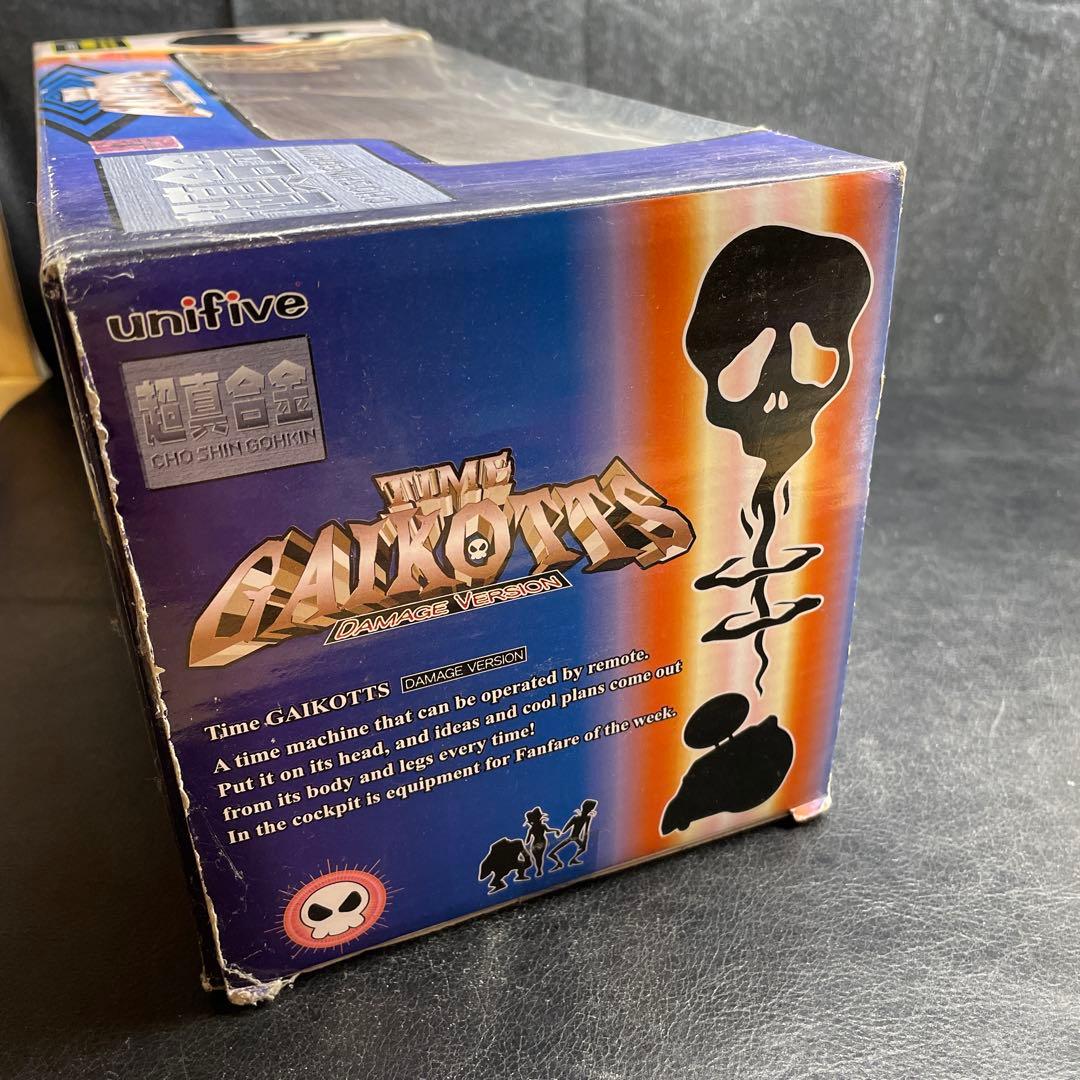 unifive
超真合金
CHO SHIN GOHKIN
TIME
GAIKOTTS
DAMAGE VERSION
Time GAIKOTTS DAMAGE VERSION
A time machine that can be operated by remote.
Put it on its head, and ideas and cool plans come out
from its body and legs every time!
In the cockpit is equipment for Fanfare of the week.